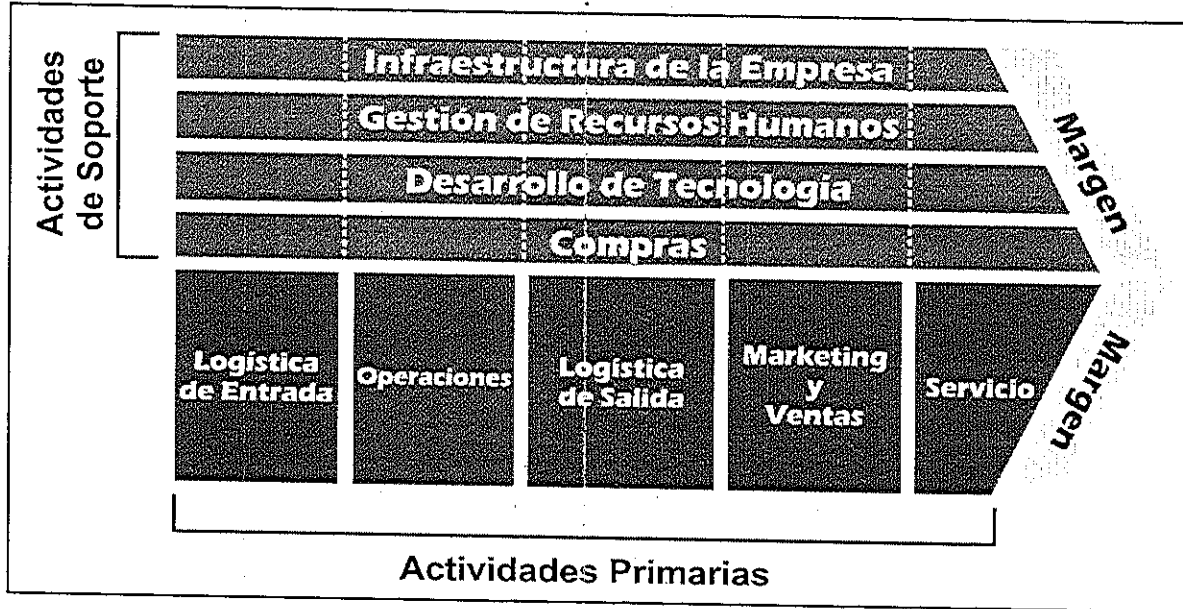 Actividades
de Soporte
Infraestructura de la Empresa
Gestión de Recursos Humanos
Desarrollo de Tecnología
Compras
Margen
Logística
de Entrada
Operaciones
Logística
de Salida
Marketing
y
Ventas
Servicio
Margen
Actividades Primarias